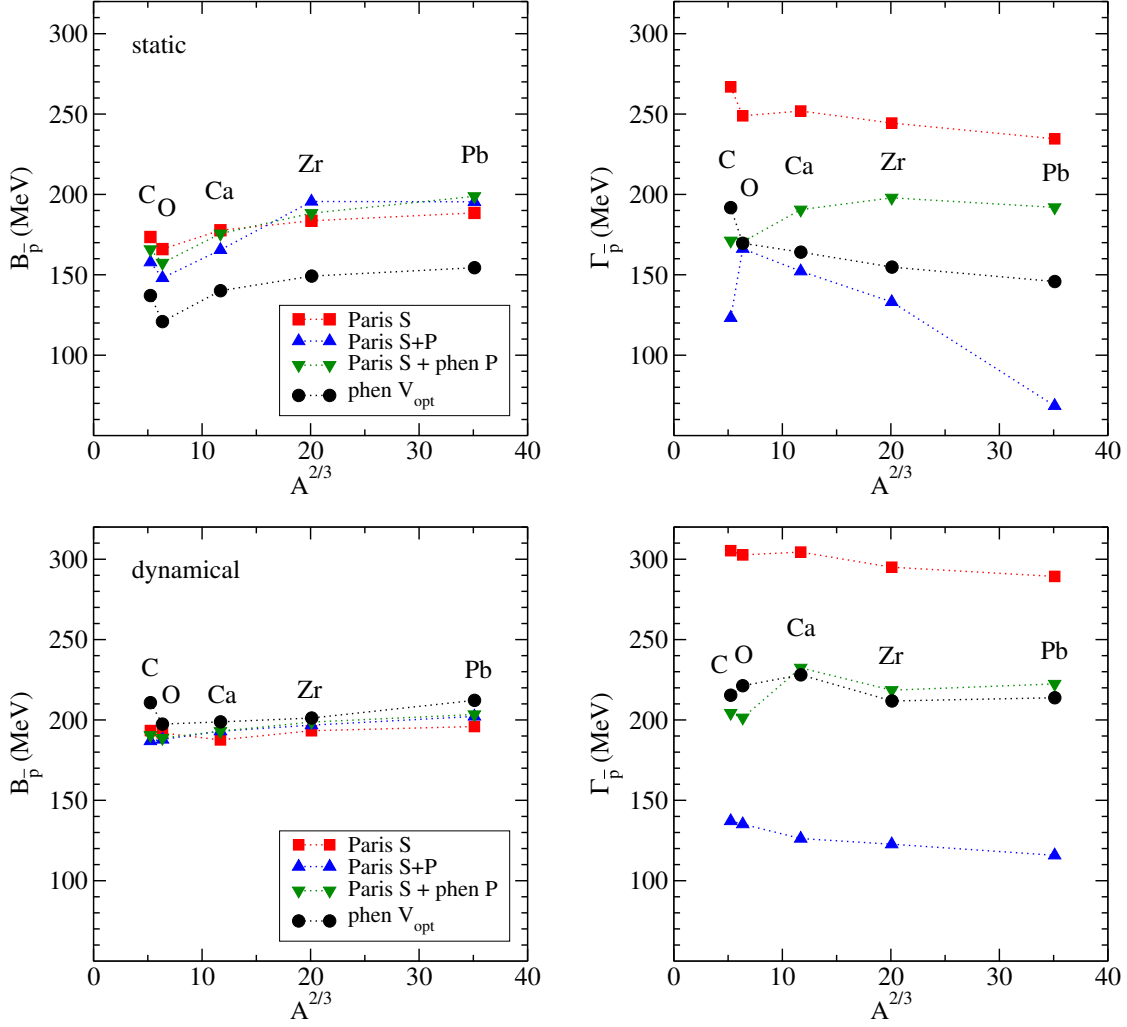 static
B_p̄ (MeV)
300
250
200
150
100
C
O
Ca
Zr
Pb
Paris S
Paris S+P
Paris S + phen P
phen V_opt
0 10 20 30 40
A^2/3
Γ_p̄ (MeV)
300
250
200
150
100
C
O
Ca
Zr
Pb
0 10 20 30 40
A^2/3
dynamical
B_p̄ (MeV)
300
250
200
150
100
C
O
Ca
Zr
Pb
Paris S
Paris S+P
Paris S + phen P
phen V_opt
0 10 20 30 40
A^2/3
Γ_p̄ (MeV)
300
250
200
150
100
C
O
Ca
Zr
Pb
0 10 20 30 40
A^2/3